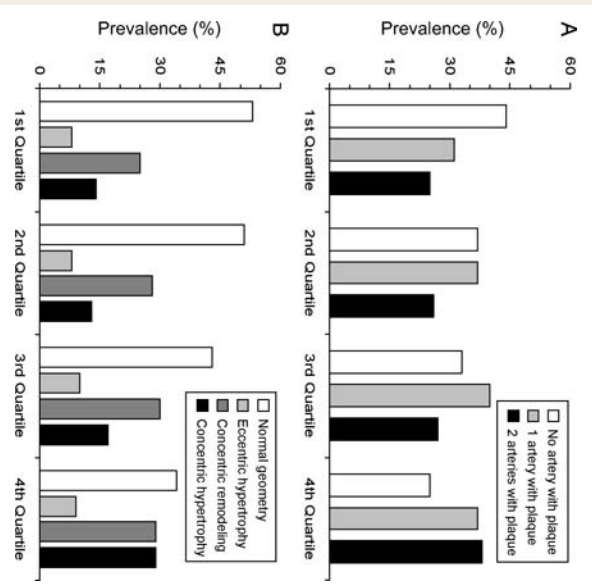 A
Prevalence (%)
60
45
30
15
0
No artery with plaque
1 artery with plaque
2 arteries with plaque
1st Quartile
2nd Quartile
3rd Quartile
4th Quartile
B
Prevalence (%)
60
45
30
15
0
Normal geometry
Eccentric hypertrophy
Concentric remodeling
Concentric hypertrophy
1st Quartile
2nd Quartile
3rd Quartile
4th Quartile